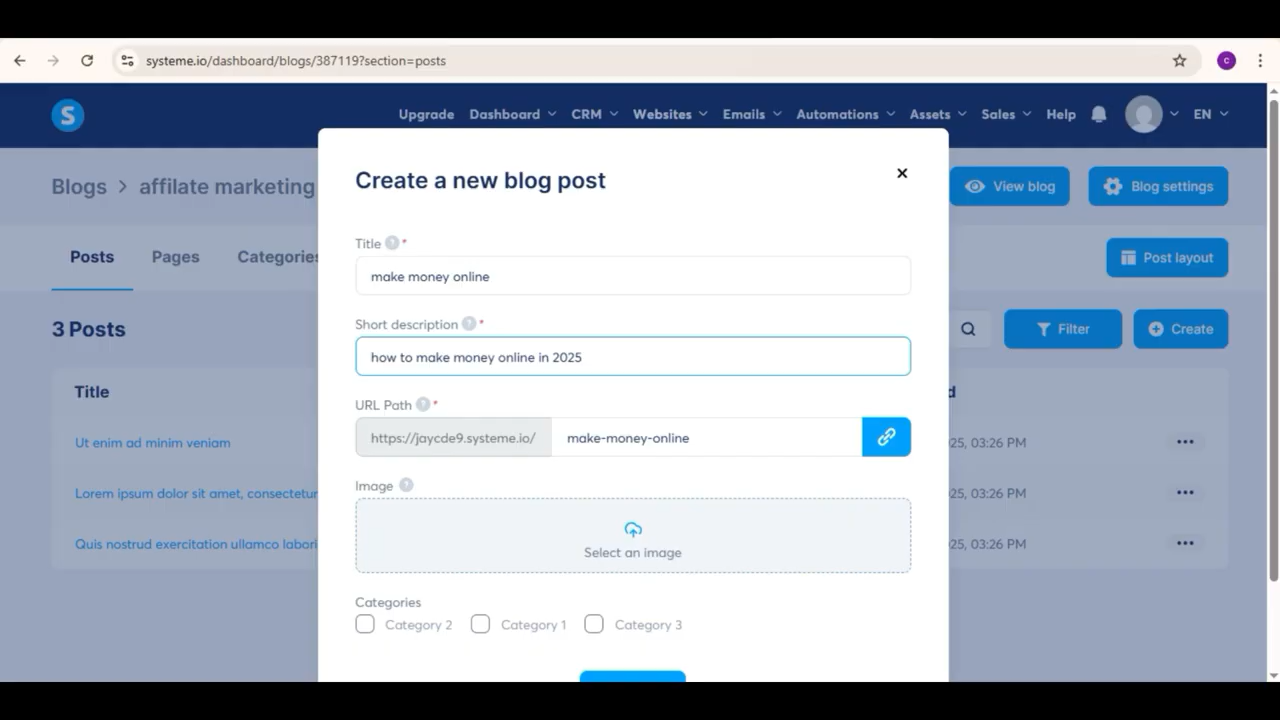 systeme.io/dashboard/blogs/387119?section=posts
C
S
Upgrade Dashboard CRM Websites Emails Automations Assets Sales Help EN
Blogs > affilate marketing
View blog
Blog settings
Create a new blog post
Posts Pages Categories
Post layout
Title ? *
make money online
3 Posts
Filter
Create
Short description ? *
how to make money online in 2025
Title
URL Path ? *
https://jaycde9.systeme.io/ make-money-online
Ut enim ad minim veniam
25, 03:26 PM
Image ?
Lorem ipsum dolor sit amet, consectetur
25, 03:26 PM
Select an image
Quis nostrud exercitation ullamco labori
25, 03:26 PM
Categories
Category 2 Category 1 Category 3